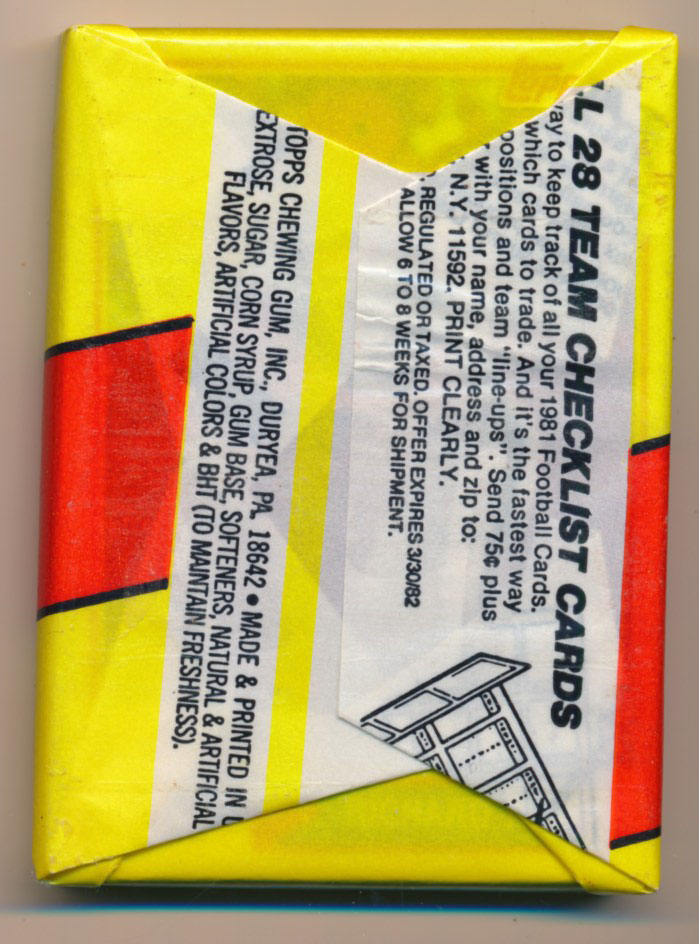 28 TEAM CHECKLIST CARDS
to keep track of all your 1981 Football Cards.
which cards to trade. And it's the fastest way
positions and team "line-ups". Send 75¢ plus
with your name, address and zip to:
N.Y. 11592. PRINT CLEARLY.
REGULATED OR TAXED. OFFER EXPIRES 3/30/82
ALLOW 6 TO 8 WEEKS FOR SHIPMENT.
TOPPS CHEWING GUM, INC., DURYEA, PA. 18642 • MADE & PRINTED IN
EXTROSE, SUGAR, CORN SYRUP, GUM BASE, SOFTENERS, NATURAL & ARTIFICIAL
FLAVORS, ARTIFICIAL COLORS & BHT (TO MAINTAIN FRESHNESS).